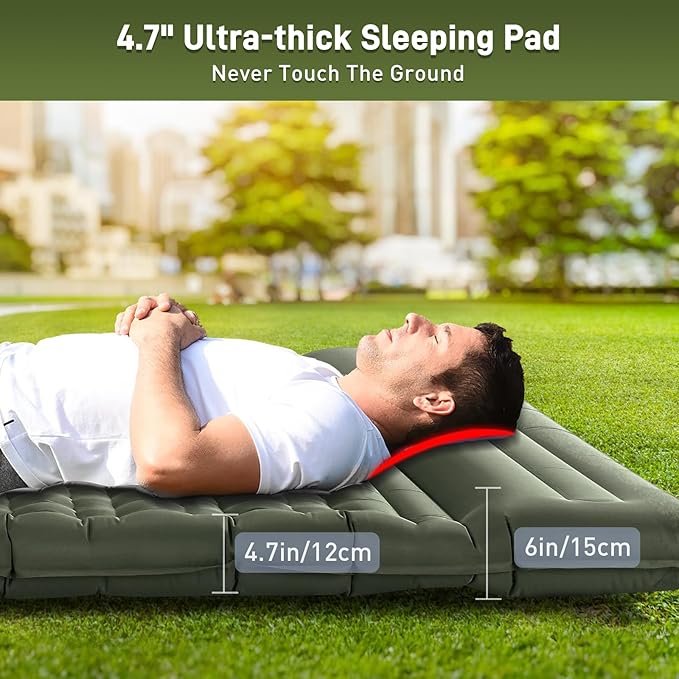 4.7" Ultra-thick Sleeping Pad
Never Touch The Ground
4.7in/12cm
6in/15cm